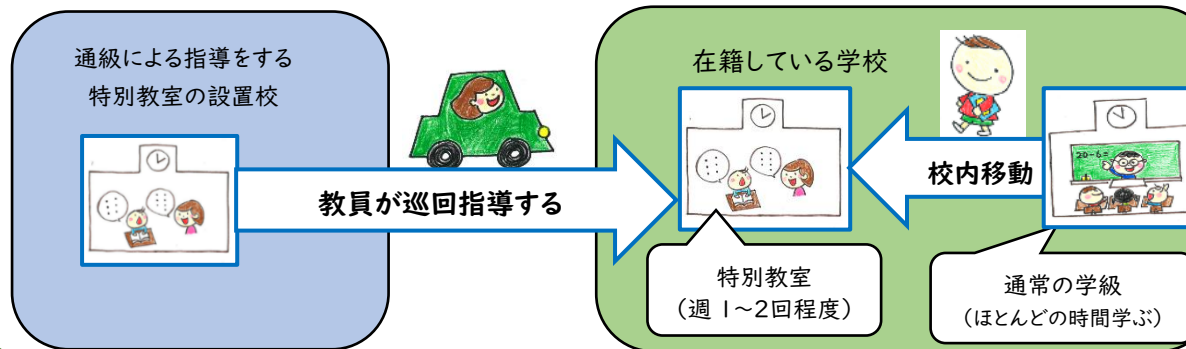 通級による指導をする
特別教室の設置校
教員が巡回指導する
在籍している学校
校内移動
20-6=
特別教室
（週 1～2回程度）
通常の学級
（ほとんどの時間学ぶ）